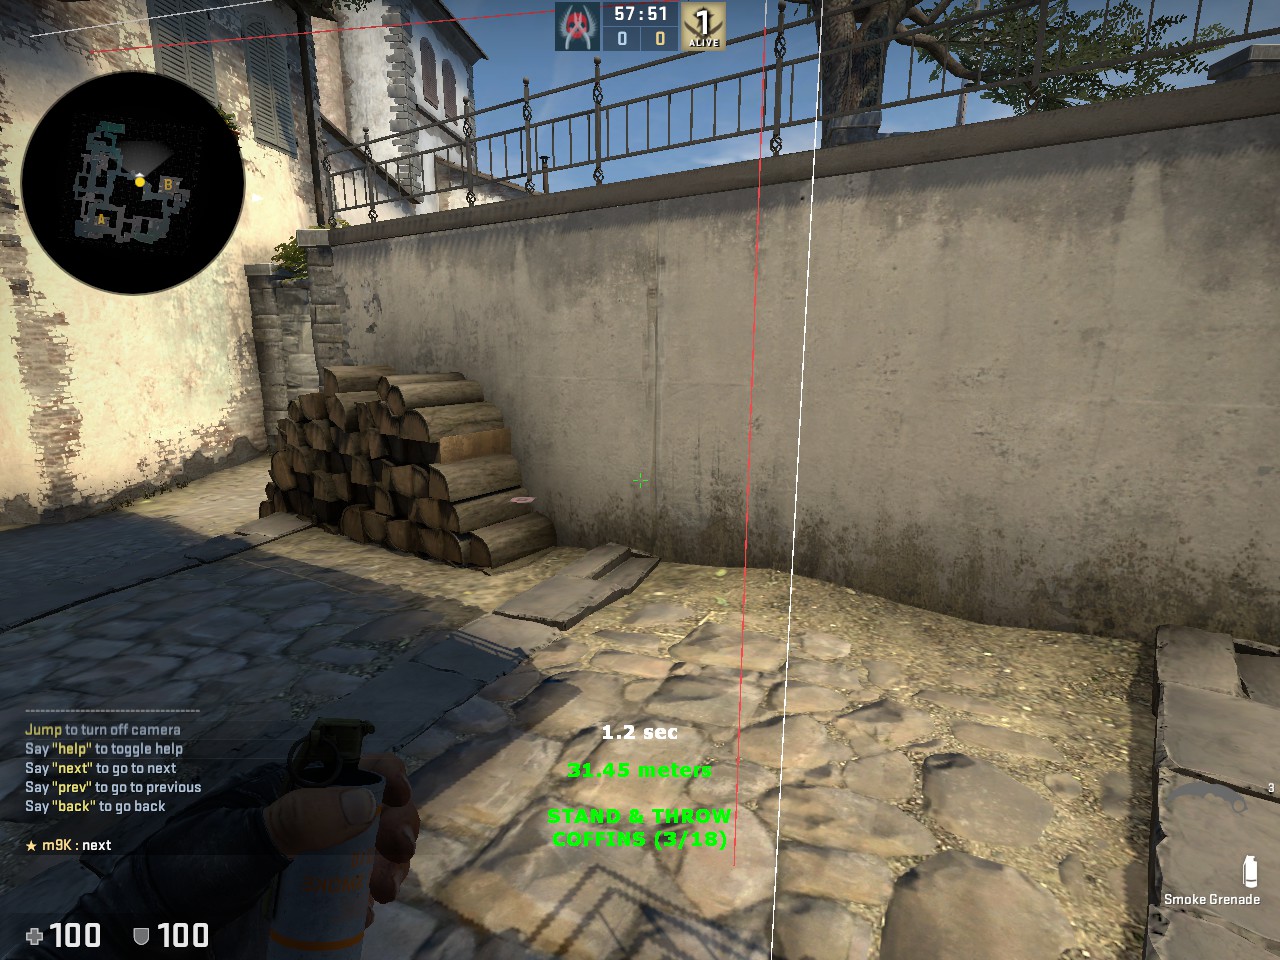 57:51
0 0
1
ALIVE
B
A
----------------------------------
Jump to turn off camera
Say "help" to toggle help
Say "next" to go to next
Say "prev" to go to previous
Say "back" to go back
★ m9K : next
1.2 sec
31.45 meters
STAND & THROW
COFFINS (3/18)
3
Smoke Grenade
100 100